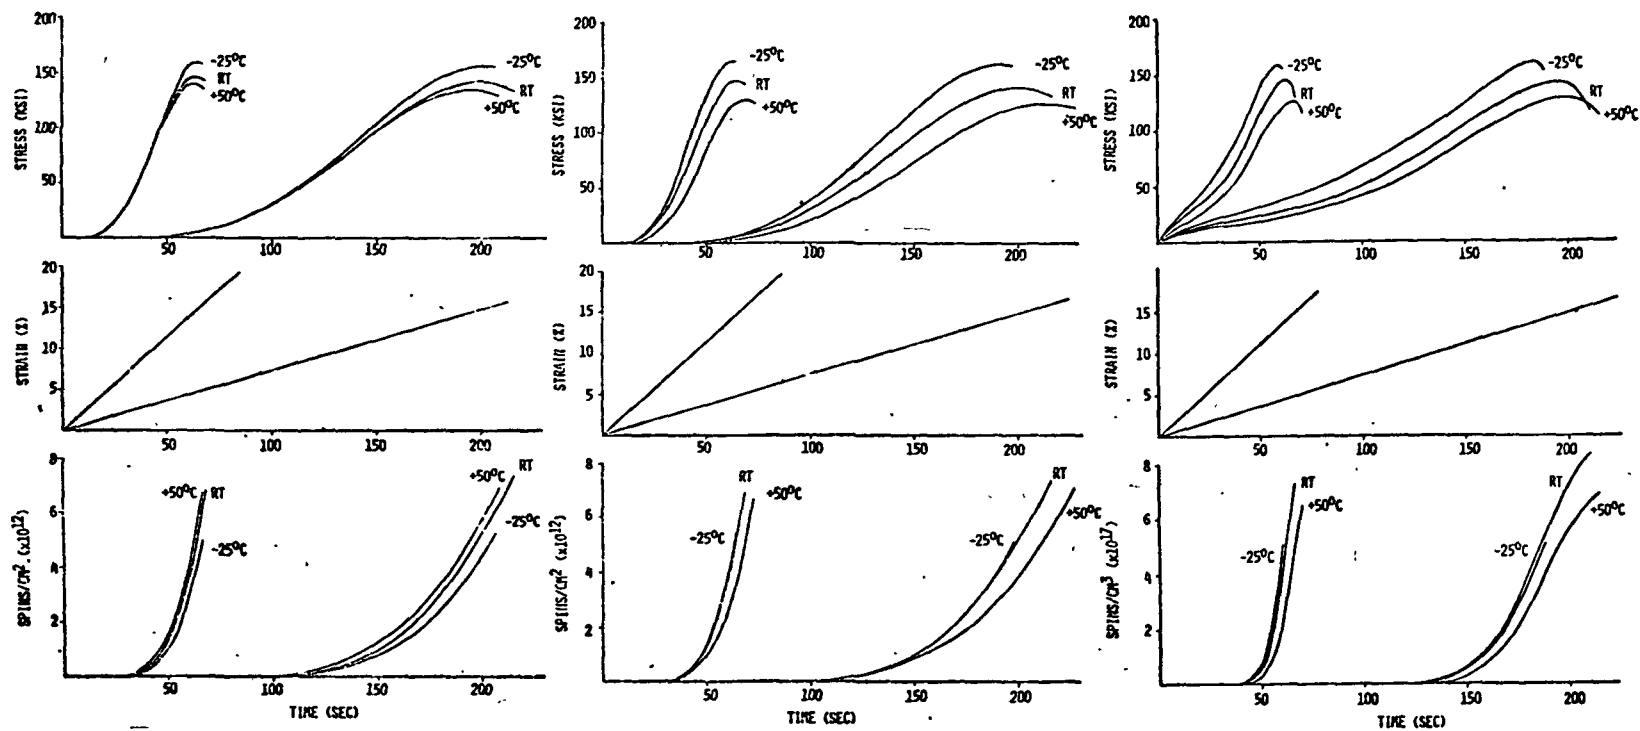 200
150
100
50
STRESS (KSI)
-25°C
RT
+50°C
-25°C
RT
+50°C
50
100
150
200
20
15
10
5
STRAIN (%)
50
100
150
200
8
6
4
2
SPINS/CM² (x10¹²)
+50°C
RT
-25°C
+50°C
RT
-25°C
50
100
150
200
TIME (SEC)
200
150
100
50
STRESS (KSI)
-25°C
RT
+50°C
-25°C
RT
+50°C
50
100
150
200
20
15
10
5
STRAIN (%)
50
100
150
200
8
6
4
2
SPINS/CM² (x10¹²)
RT
+50°C
-25°C
RT
+50°C
-25°C
50
100
150
200
TIME (SEC)
200
150
100
50
STRESS (KSI)
-25°C
RT
+50°C
-25°C
RT
+50°C
50
100
150
200
15
10
5
STRAIN (%)
50
100
150
200
8
6
4
2
SPINS/CM³ (x10¹⁷)
RT
+50°C
-25°C
RT
+50°C
-25°C
50
100
150
200
TIME (SEC)